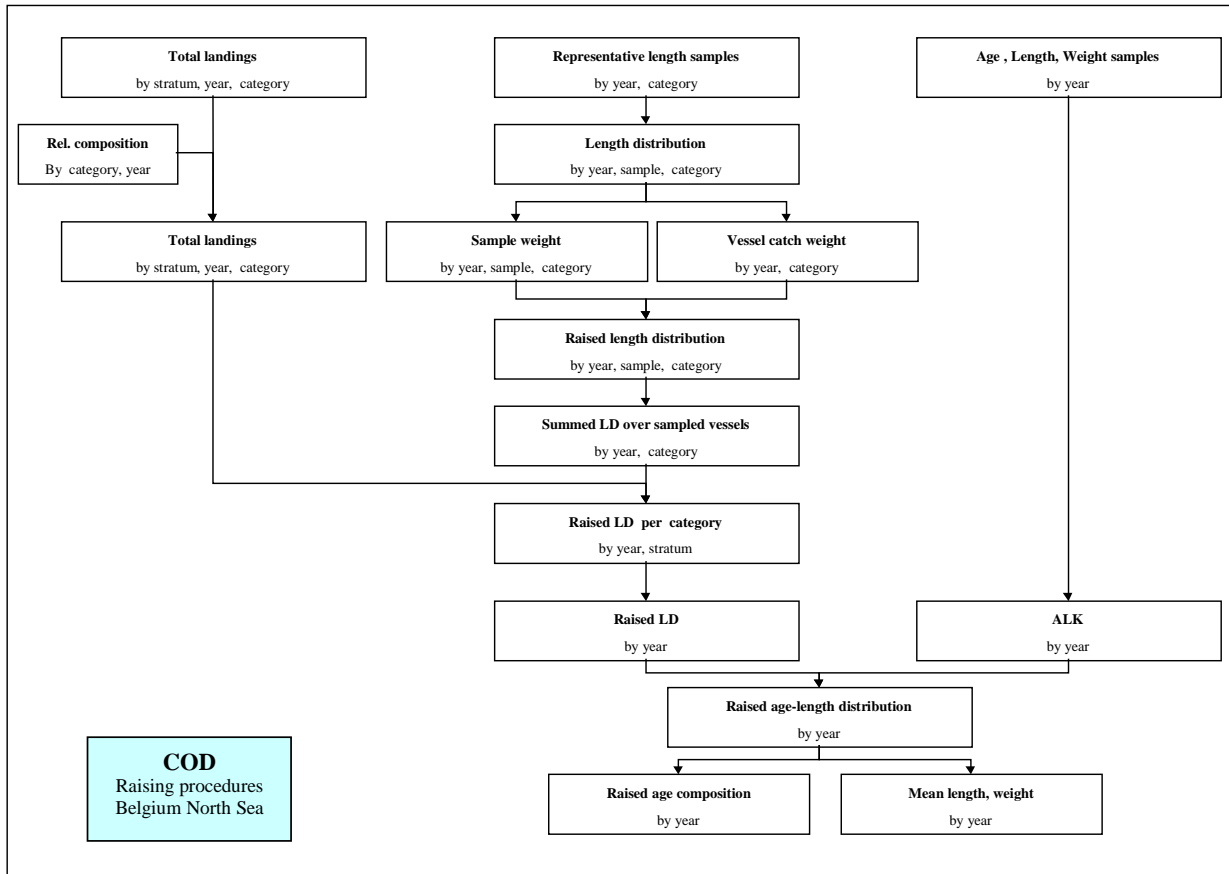 Total landings
by stratum, year, category
Representative length samples
by year, category
Age , Length, Weight samples
by year
Rel. composition
By category, year
Length distribution
by year, sample, category
Total landings
by stratum, year, category
Sample weight
by year, sample, category
Vessel catch weight
by year, category
Raised length distribution
by year, sample, category
Summed LD over sampled vessels
by year, category
Raised LD per category
by year, stratum
Raised LD
by year
ALK
by year
Raised age-length distribution
by year
COD
Raising procedures
Belgium North Sea
Raised age composition
by year
Mean length, weight
by year